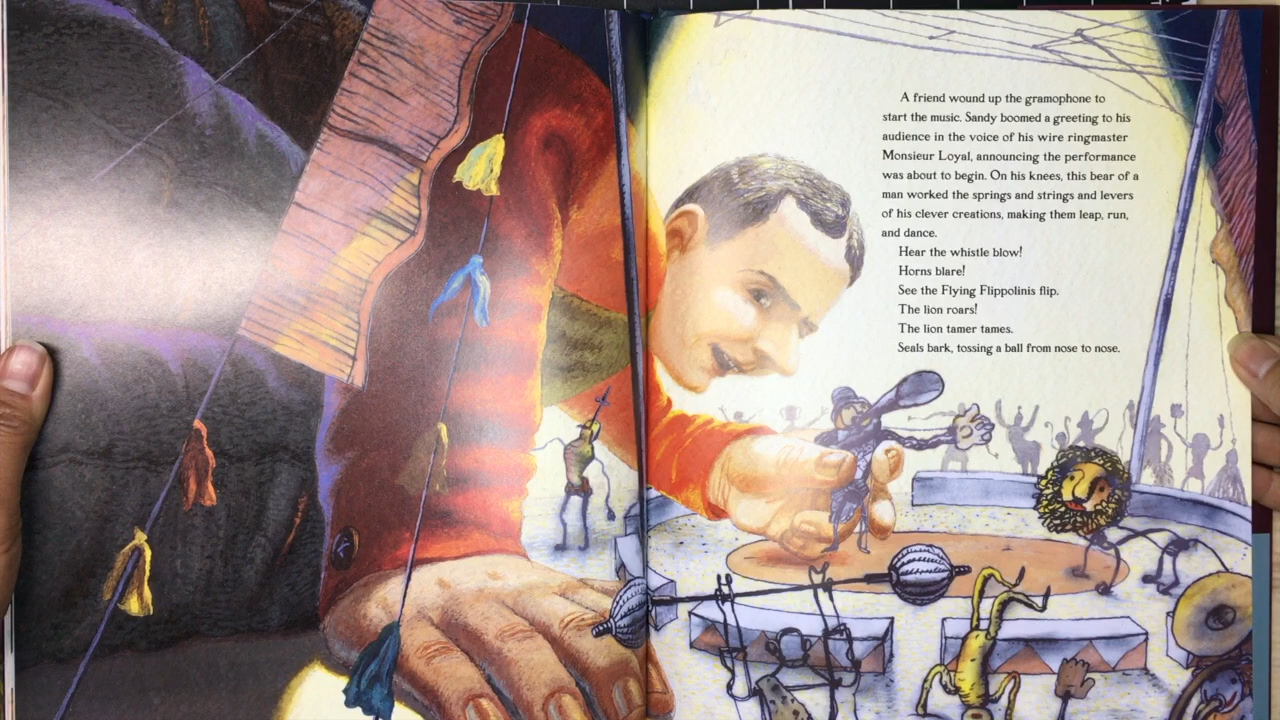 A friend wound up the gramophone to
start the music. Sandy boomed a greeting to his
audience in the voice of his wire ringmaster
Monsieur Loyal, announcing the performance
was about to begin. On his knees, this bear of a
man worked the springs and strings and levers
of his clever creations, making them leap, run,
and dance.
Hear the whistle blow!
Horns blare!
See the Flying Flippolinis flip.
The lion roars!
The lion tamer tames.
Seals bark, tossing a ball from nose to nose.